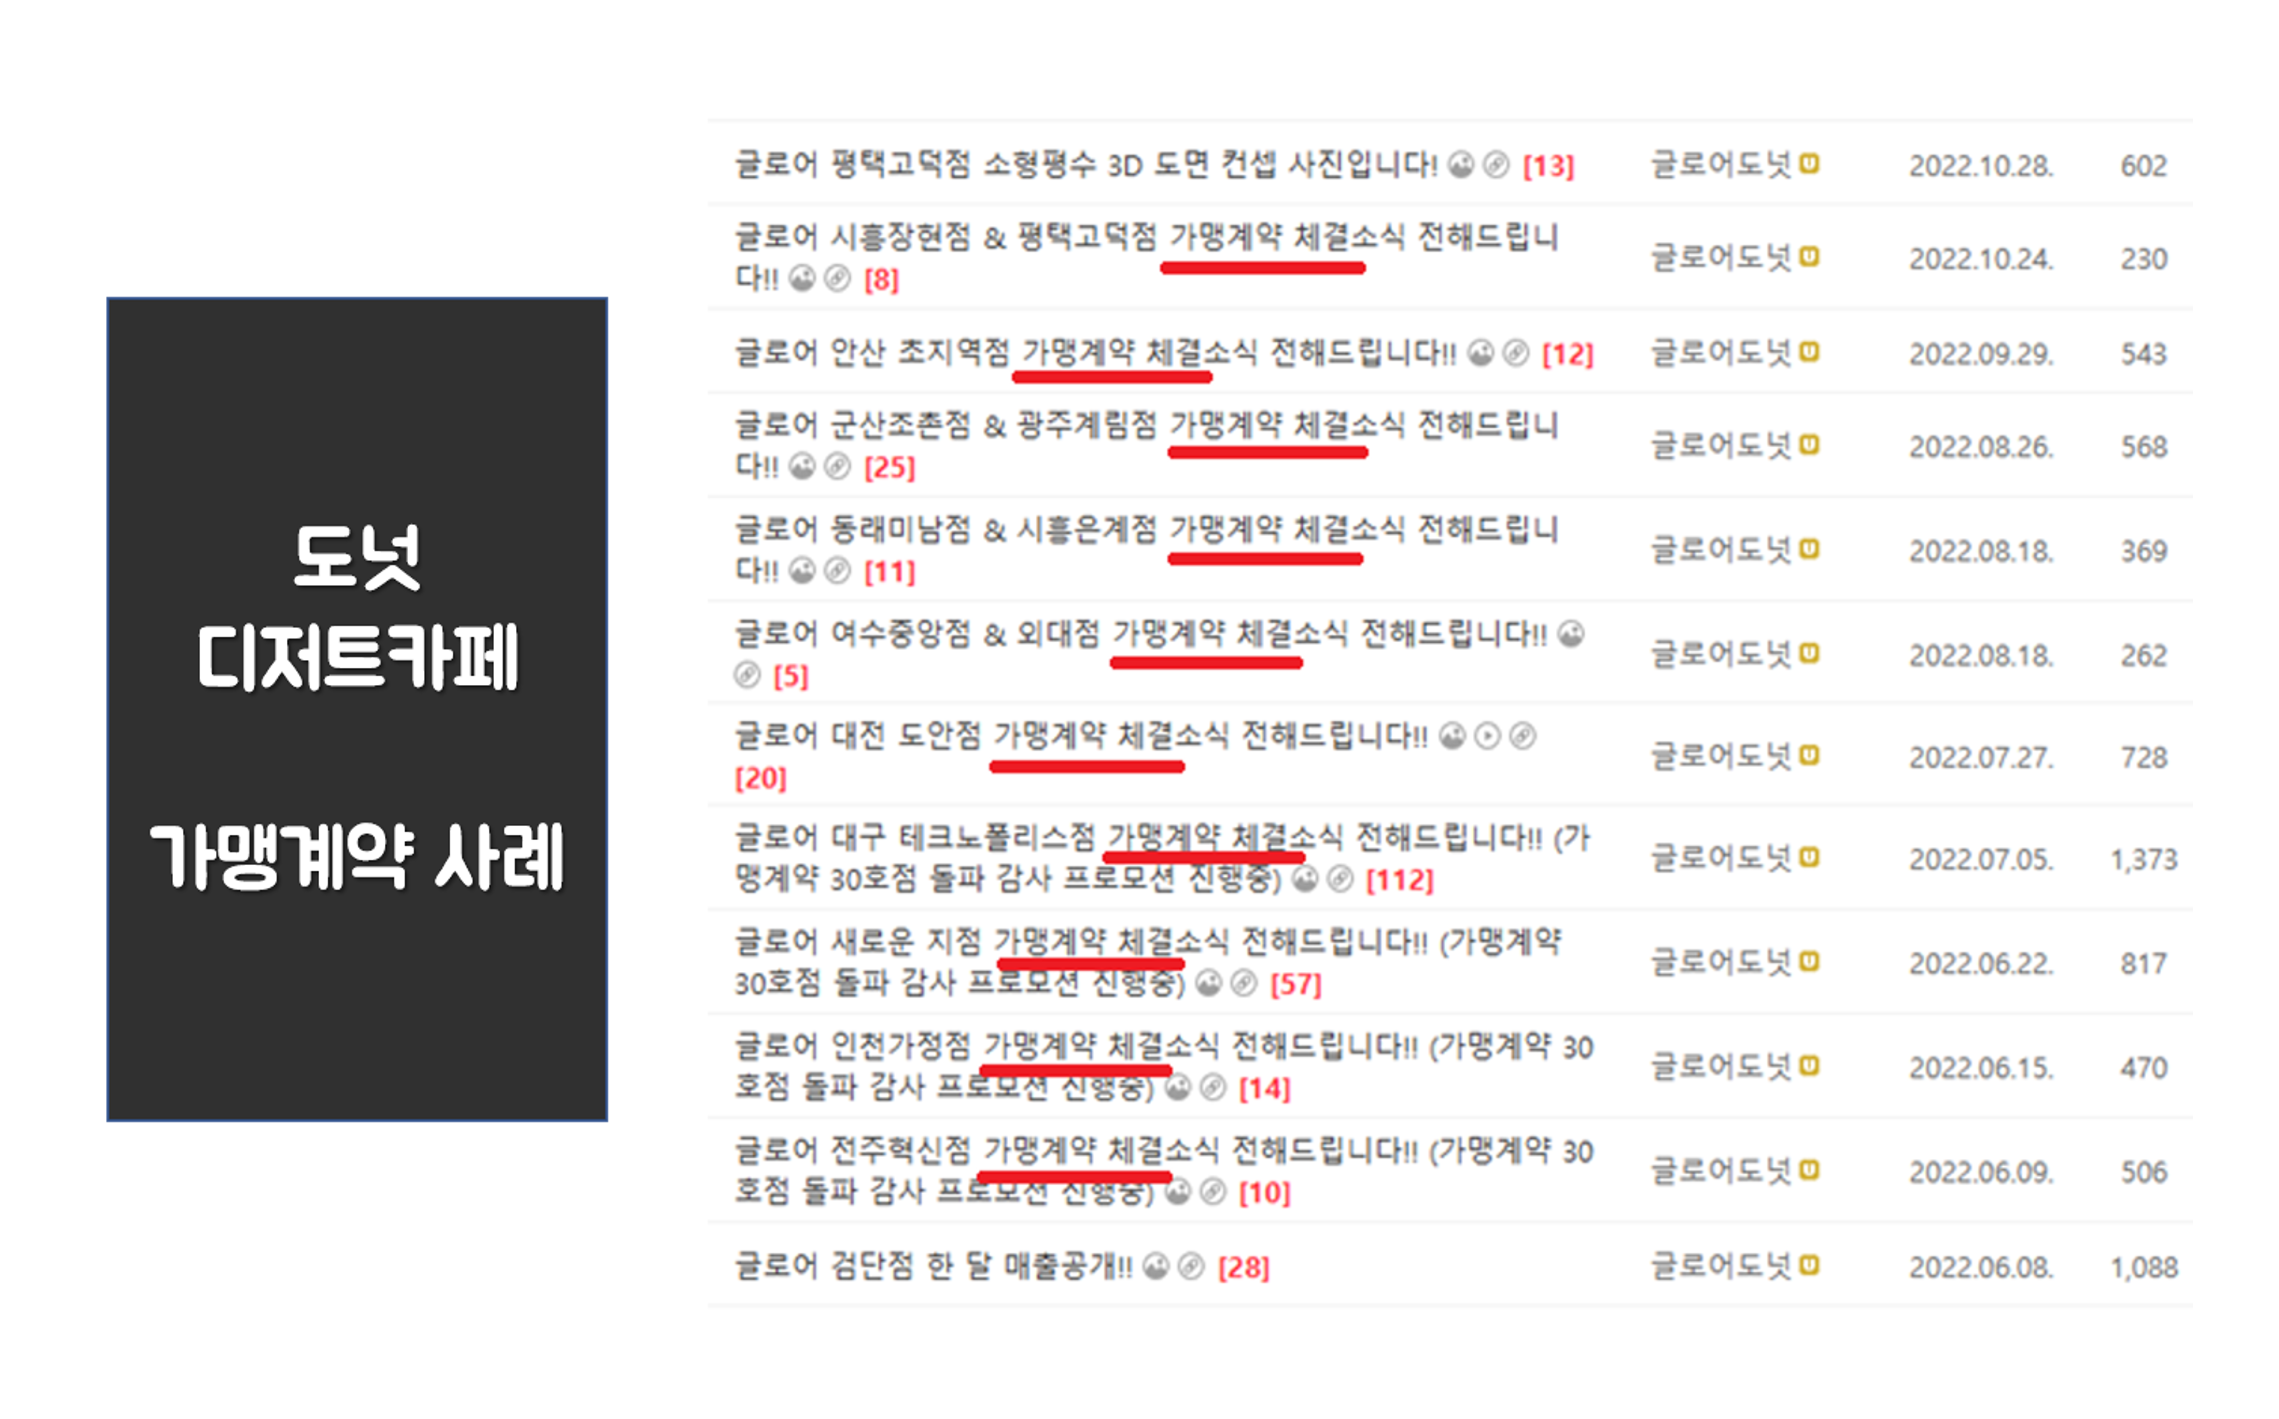 도넛
디저트카페
가맹계약 사례
글로어 평택고덕점 소형평수 3D 도면 컨셉 사진입니다! [13] 글로어도넛 2022.10.28. 602
글로어 시흥장현점 & 평택고덕점 가맹계약 체결소식 전해드립니
다!! [8] 글로어도넛 2022.10.24. 230
글로어 안산 초지역점 가맹계약 체결소식 전해드립니다!! [12] 글로어도넛 2022.09.29. 543
글로어 군산조촌점 & 광주계림점 가맹계약 체결소식 전해드립니
다!! [25] 글로어도넛 2022.08.26. 568
글로어 동래미남점 & 시흥은계점 가맹계약 체결소식 전해드립니
다!! [11] 글로어도넛 2022.08.18. 369
글로어 여수중앙점 & 외대점 가맹계약 체결소식 전해드립니다!!
[5] 글로어도넛 2022.08.18. 262
글로어 대전 도안점 가맹계약 체결소식 전해드립니다!!
[20] 글로어도넛 2022.07.27. 728
글로어 대구 테크노폴리스점 가맹계약 체결소식 전해드립니다!! (가
맹계약 30호점 돌파 감사 프로모션 진행중) [112] 글로어도넛 2022.07.05. 1,373
글로어 새로운 지점 가맹계약 체결소식 전해드립니다!! (가맹계약
30호점 돌파 감사 프로모션 진행중) [57] 글로어도넛 2022.06.22. 817
글로어 인천가정점 가맹계약 체결소식 전해드립니다!! (가맹계약 30
호점 돌파 감사 프로모션 진행중) [14] 글로어도넛 2022.06.15. 470
글로어 전주혁신점 가맹계약 체결소식 전해드립니다!! (가맹계약 30
호점 돌파 감사 프로모션 진행중) [10] 글로어도넛 2022.06.09. 506
글로어 검단점 한 달 매출공개!! [28] 글로어도넛 2022.06.08. 1,088